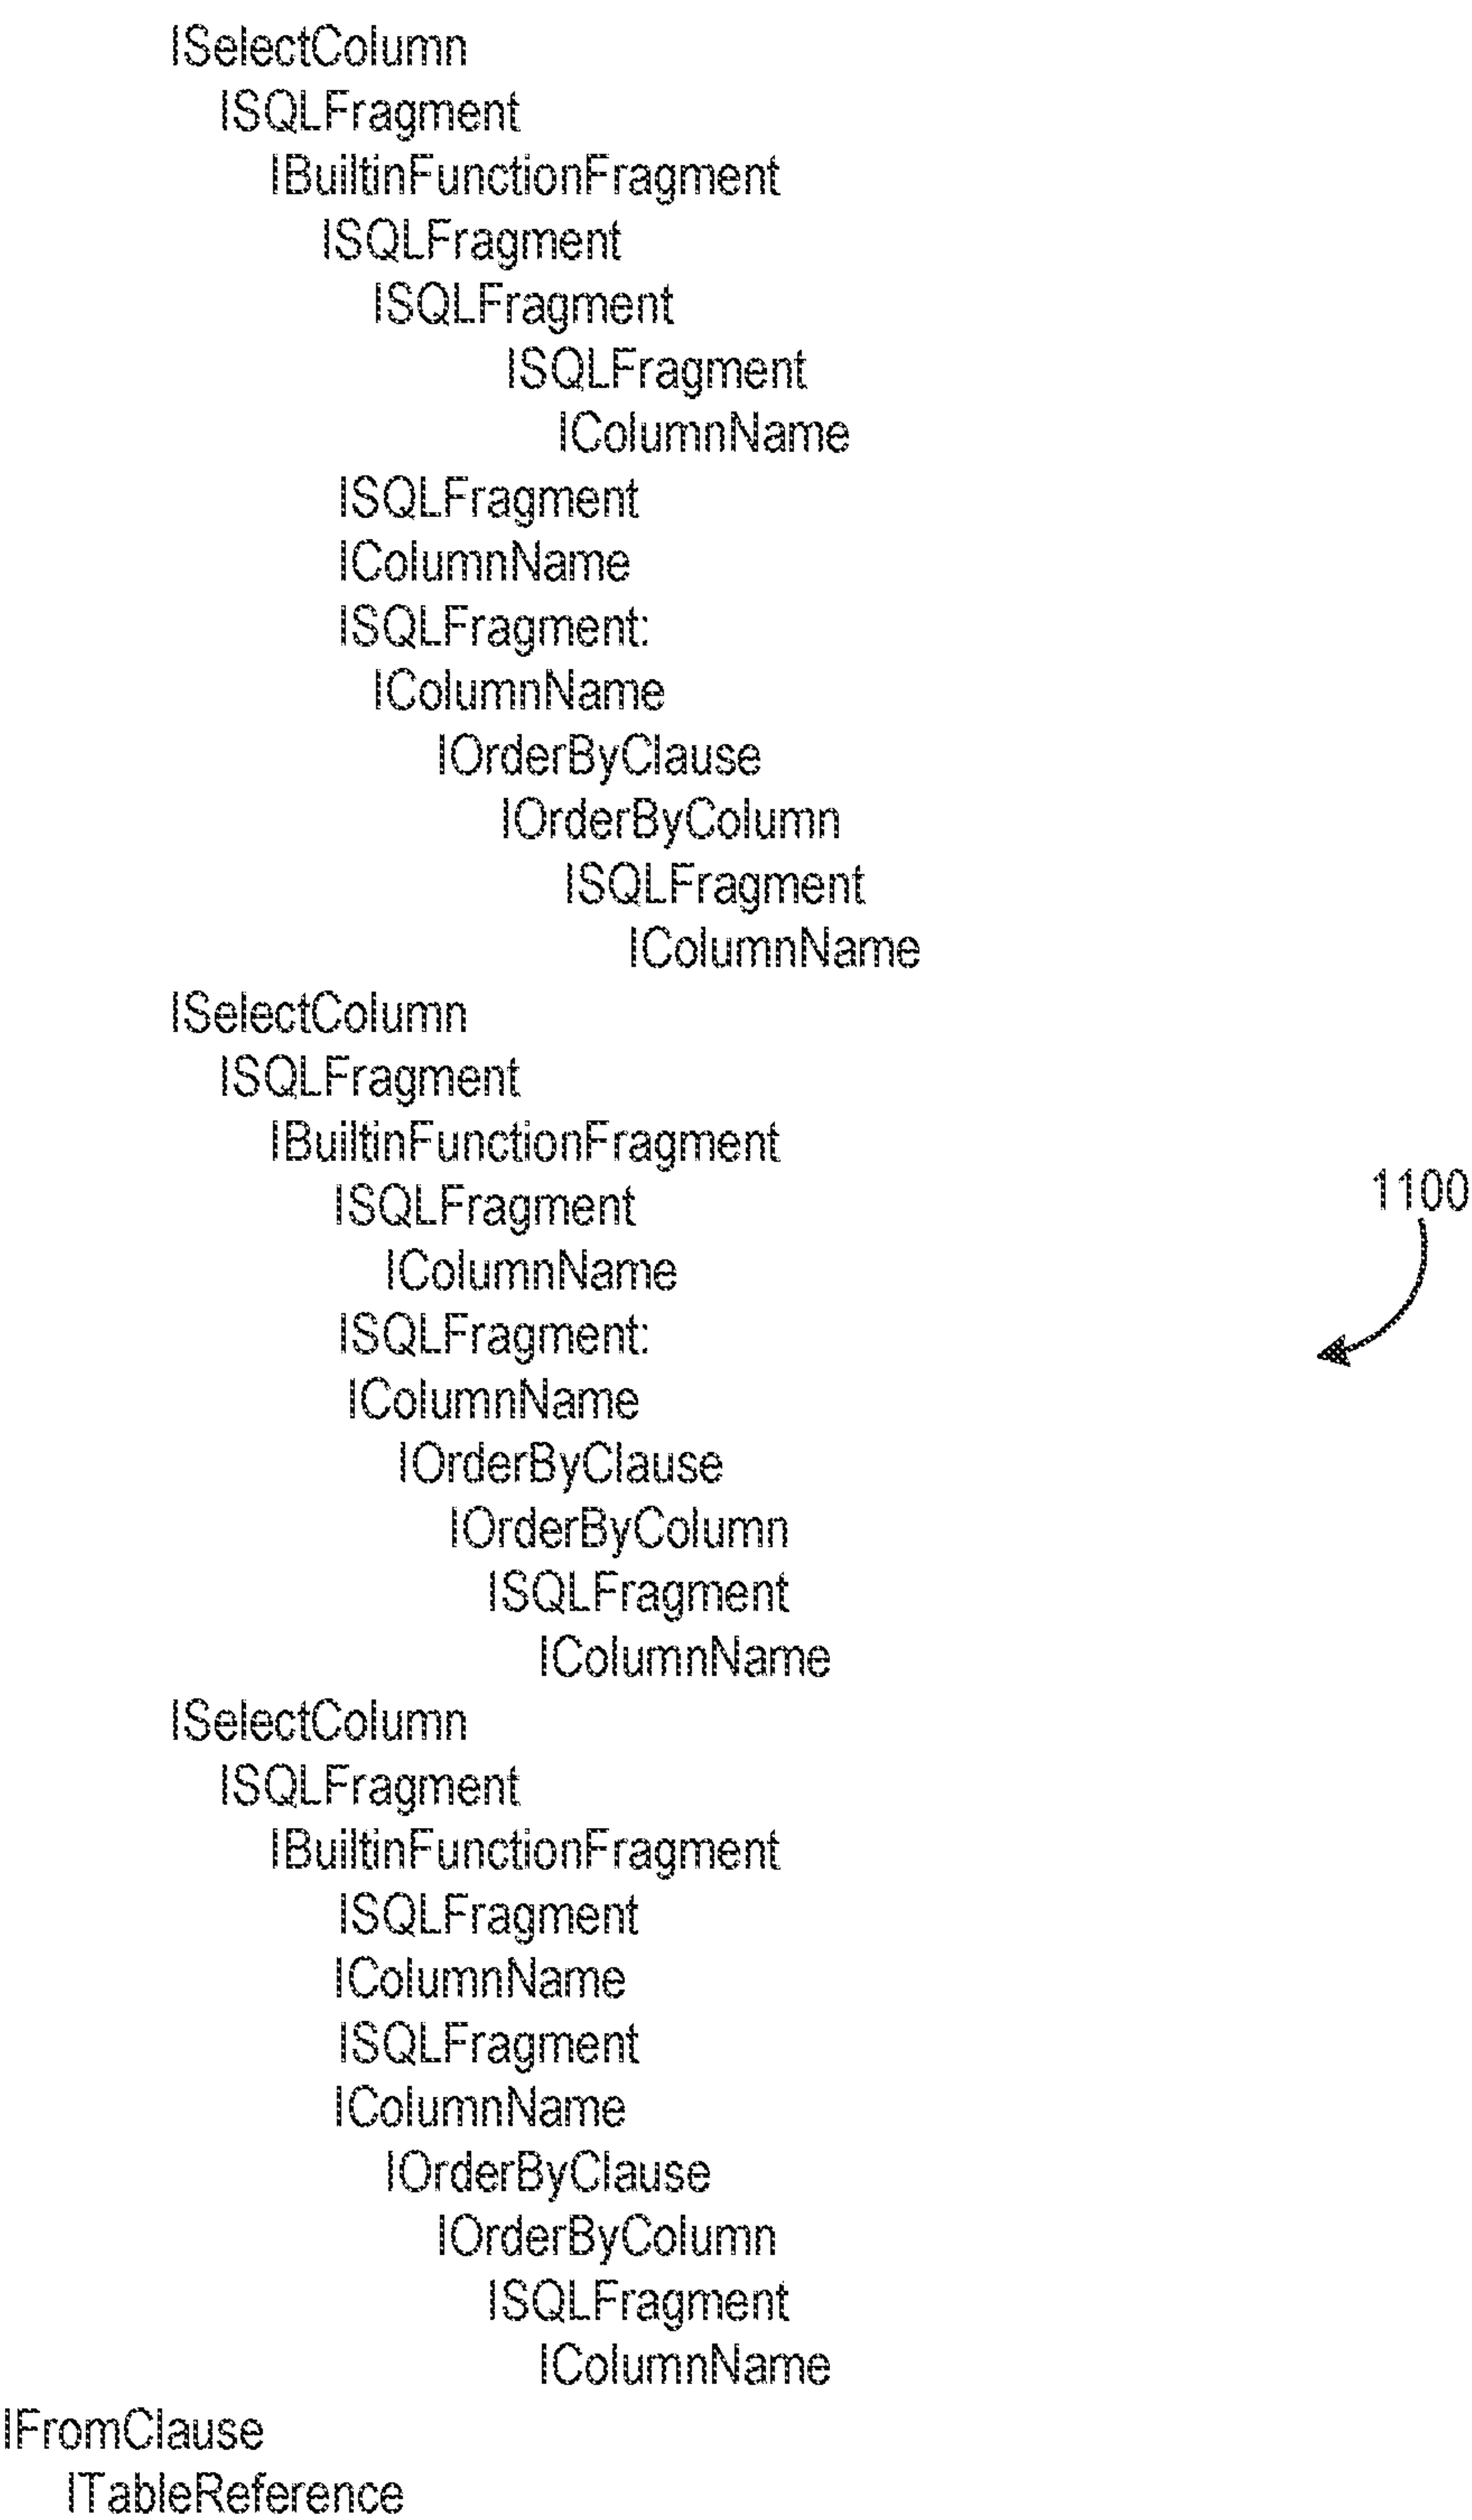 ISelectColumn
ISQLFragment
IBuiltinFunctionFragment
ISQLFragment
ISQLFragment
ISQLFragment
IColumnName
ISQLFragment
IColumnName
ISQLFragment:
IColumnName
IOrderByClause
IOrderByColumn
ISQLFragment
IColumnName
ISelectColumn
ISQLFragment
IBuiltinFunctionFragment
1100
ISQLFragment
IColumnName
ISQLFragment:
IColumnName
IOrderByClause
IOrderByColumn
ISQLFragment
IColumnName
ISelectColumn
ISQLFragment
IBuiltinFunctionFragment
ISQLFragment
IColumnName
ISQLFragment
IColumnName
IOrderByClause
IOrderByColumn
ISQLFragment
IColumnName
IFromClause
ITableReference